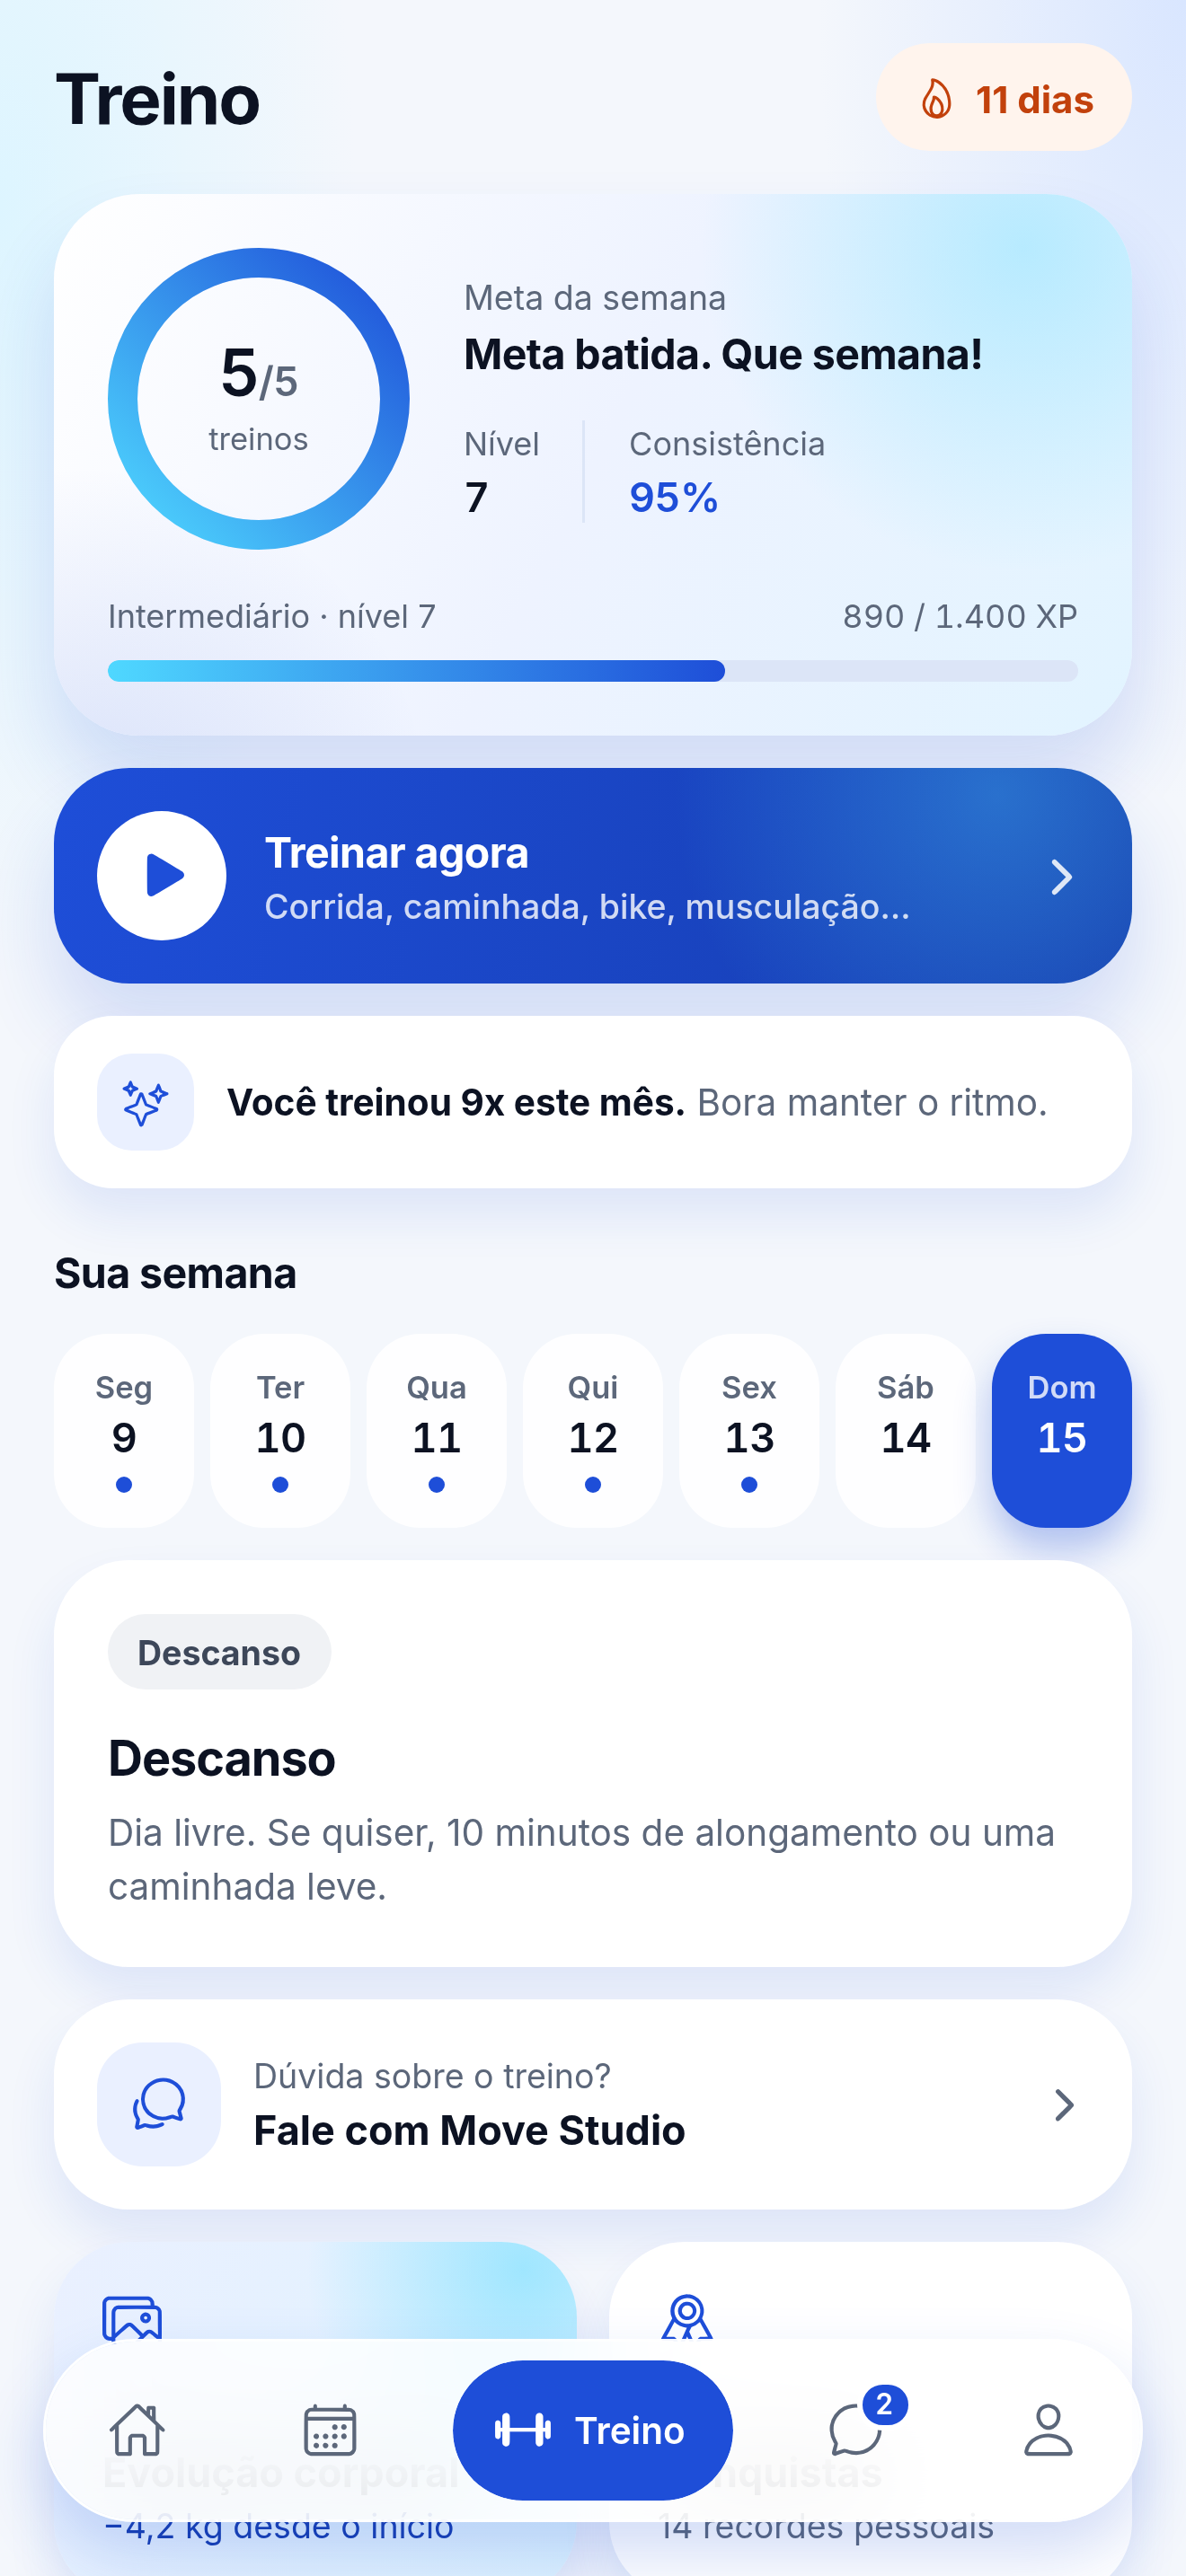 Treino
11 dias
5/5
treinos
Meta da semana
Meta batida. Que semana!
Nível
7
Consistência
95%
Intermediário · nível 7
890 / 1.400 XP
Treinar agora
Corrida, caminhada, bike, musculação...
Você treinou 9x este mês. Bora manter o ritmo.
Sua semana
Seg
9
Ter
10
Qua
11
Qui
12
Sex
13
Sáb
14
Dom
15
Descanso
Descanso
Dia livre. Se quiser, 10 minutos de alongamento ou uma
caminhada leve.
Dúvida sobre o treino?
Fale com Move Studio
Treino
2
Evolução corporal
nquistas
−4,2 kg desde o início
14 recordes pessoais